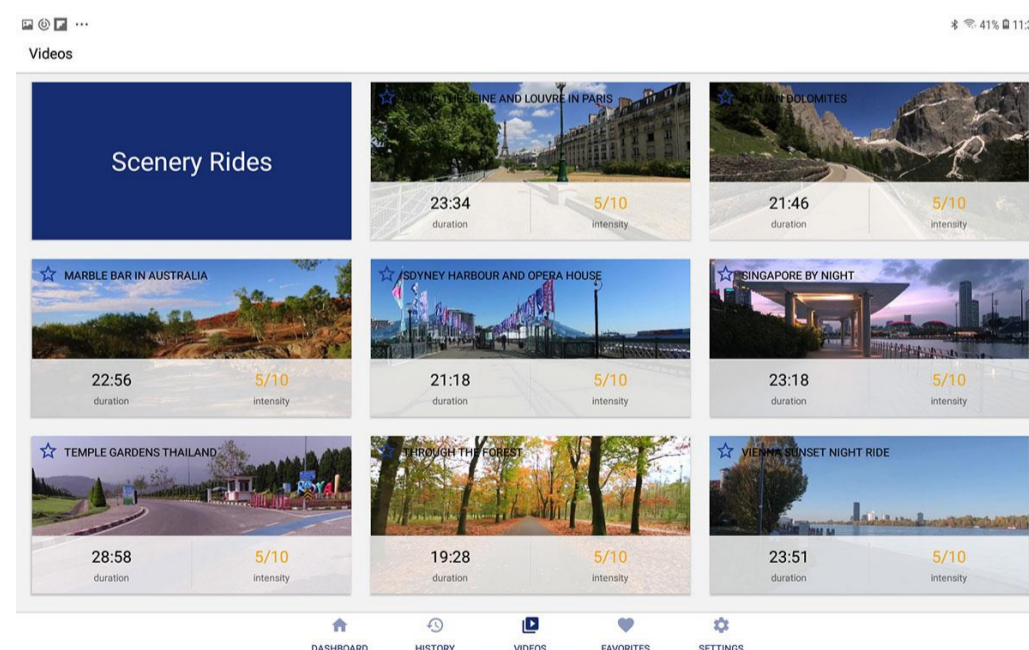 41% 11:3
Videos
Scenery Rides
ALONG THE SEINE AND LOUVRE IN PARIS
23:34 5/10
duration intensity
ITALIAN DOLOMITES
21:46 5/10
duration intensity
MARBLE BAR IN AUSTRALIA
22:56 5/10
duration intensity
SDYNEY HARBOUR AND OPERA HOUSE
21:18 5/10
duration intensity
SINGAPORE BY NIGHT
23:18 5/10
duration intensity
TEMPLE GARDENS THAILAND
28:58 5/10
duration intensity
THROUGH THE FOREST
19:28 5/10
duration intensity
VIENNA SUNSET NIGHT RIDE
23:51 5/10
duration intensity
DASHBOARD HISTORY VIDEOS FAVORITES SETTINGS